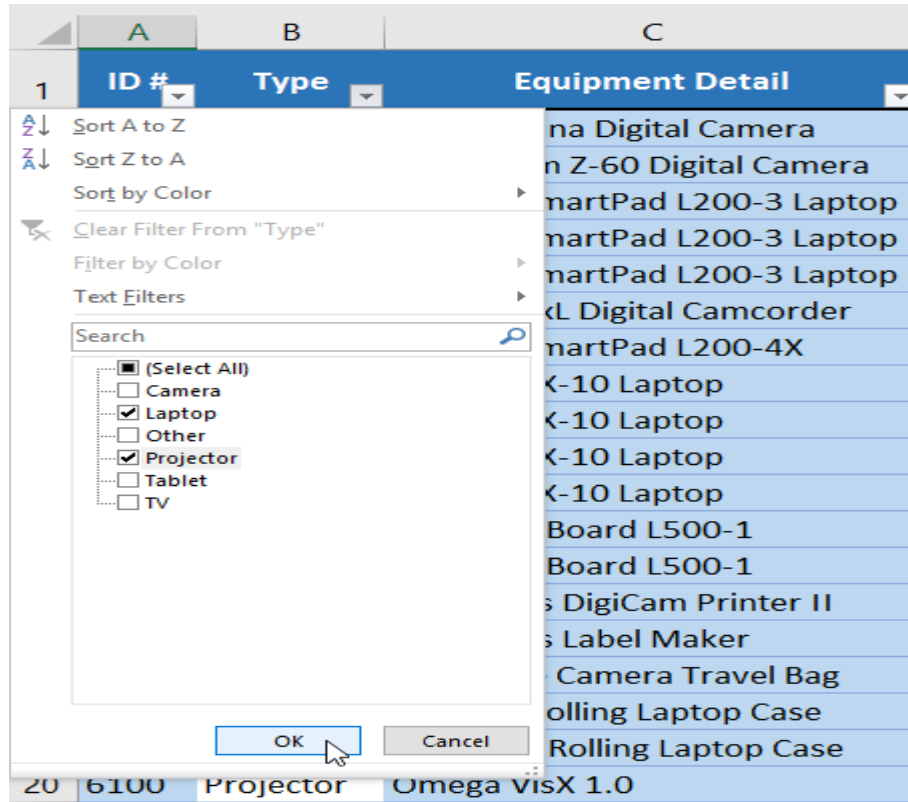 A B C
1 ID # Type Equipment Detail
Sort A to Z
na Digital Camera
Sort Z to A
n Z-60 Digital Camera
Sort by Color
martPad L200-3 Laptop
Clear Filter From "Type"
martPad L200-3 Laptop
Filter by Color
martPad L200-3 Laptop
Text Filters
xL Digital Camcorder
Search
martPad L200-4X
(Select All)
X-10 Laptop
Camera
Laptop
X-10 Laptop
Other
Projector
X-10 Laptop
Tablet
X-10 Laptop
TV
Board L500-1
Board L500-1
s DigiCam Printer II
s Label Maker
Camera Travel Bag
olling Laptop Case
OK Cancel
Rolling Laptop Case
20 6100 Projector Omega VisX 1.0